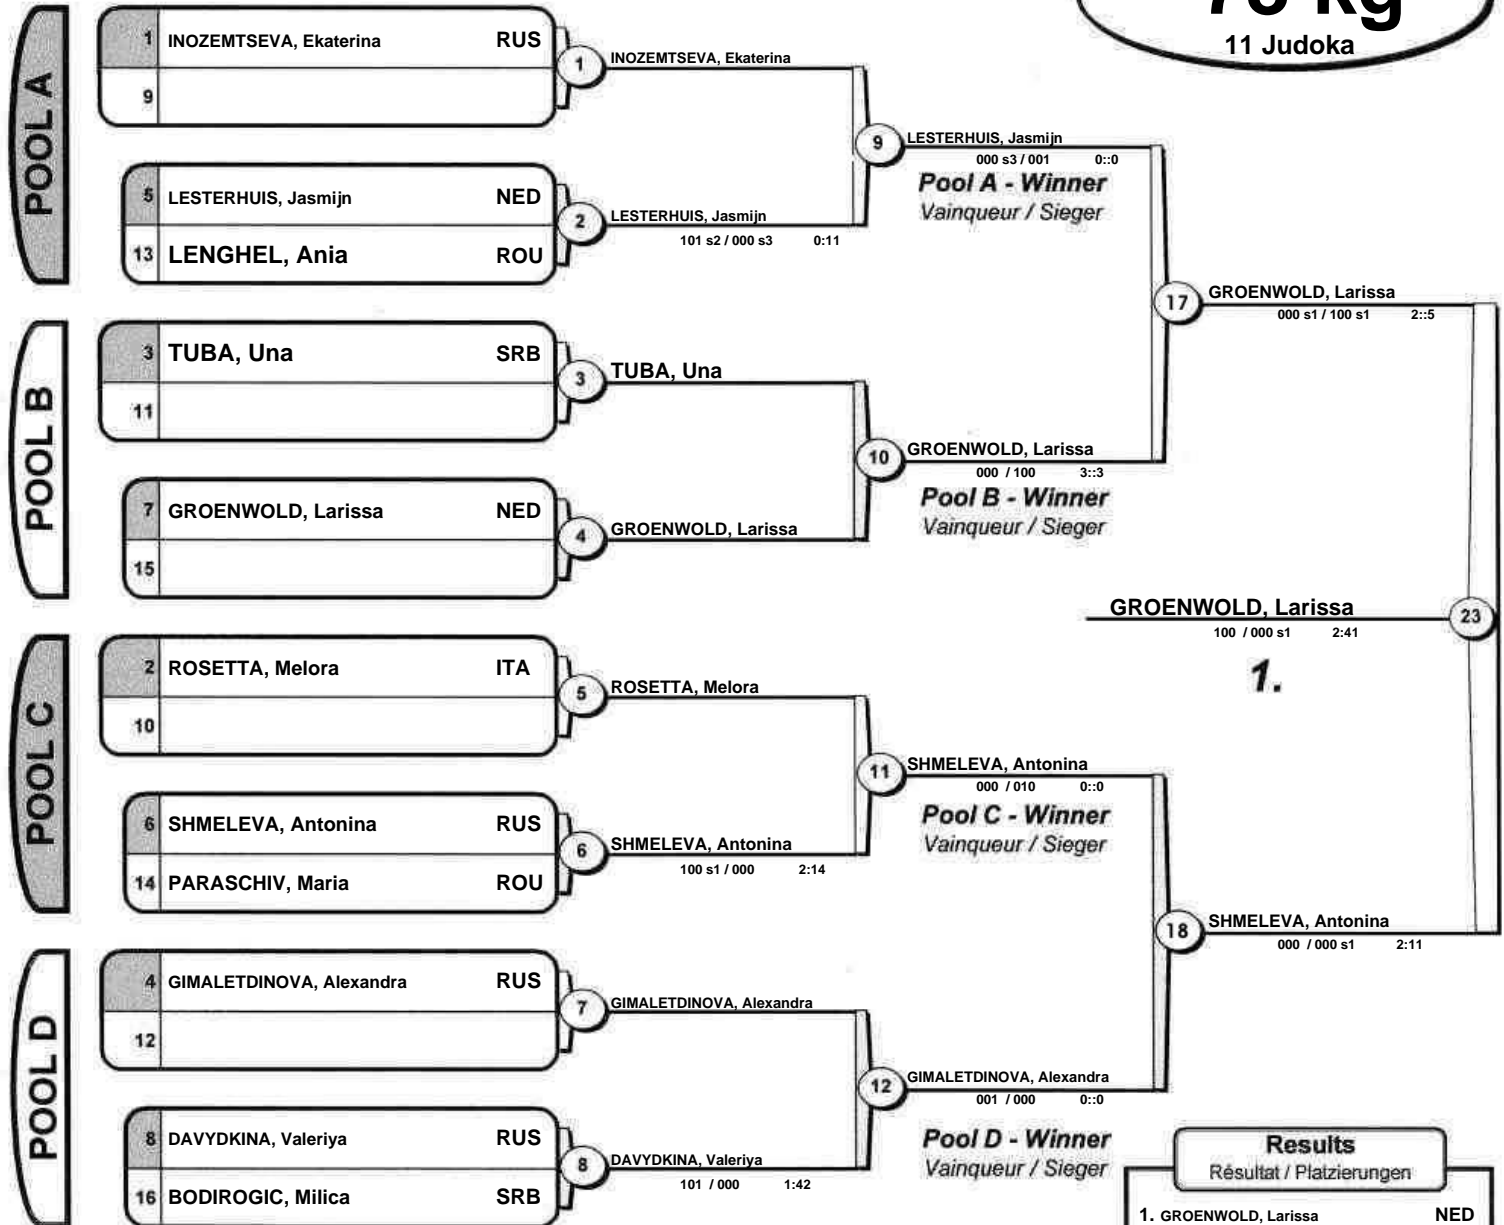 78 kg
11 Judoka
POOL A
1 INOZEMTSEVA, Ekaterina RUS
9
5 LESTERHUIS, Jasmijn NED
13 LENGHEL, Ania ROU
1 INOZEMTSEVA, Ekaterina
2 LESTERHUIS, Jasmijn
101 s2 / 000 s3 0:11
9 LESTERHUIS, Jasmijn
000 s3 / 001 0::0
Pool A - Winner
Vainqueur / Sieger
POOL B
3 TUBA, Una SRB
11
7 GROENWOLD, Larissa NED
15
3 TUBA, Una
4 GROENWOLD, Larissa
10 GROENWOLD, Larissa
000 / 100 3::3
Pool B - Winner
Vainqueur / Sieger
17 GROENWOLD, Larissa
000 s1 / 100 s1 2::5
GROENWOLD, Larissa 23
100 / 000 s1 2:41
1.
POOL C
2 ROSETTA, Melora ITA
10
6 SHMELEVA, Antonina RUS
14 PARASCHIV, Maria ROU
5 ROSETTA, Melora
6 SHMELEVA, Antonina
100 s1 / 000 2:14
11 SHMELEVA, Antonina
000 / 010 0::0
Pool C - Winner
Vainqueur / Sieger
18 SHMELEVA, Antonina
000 / 000 s1 2:11
POOL D
4 GIMALETDINOVA, Alexandra RUS
12
8 DAVYDKINA, Valeriya RUS
16 BODIROGIC, Milica SRB
7 GIMALETDINOVA, Alexandra
8 DAVYDKINA, Valeriya
101 / 000 1:42
12 GIMALETDINOVA, Alexandra
001 / 000 0::0
Pool D - Winner
Vainqueur / Sieger
Results
Résultat / Platzierungen
1. GROENWOLD, Larissa NED